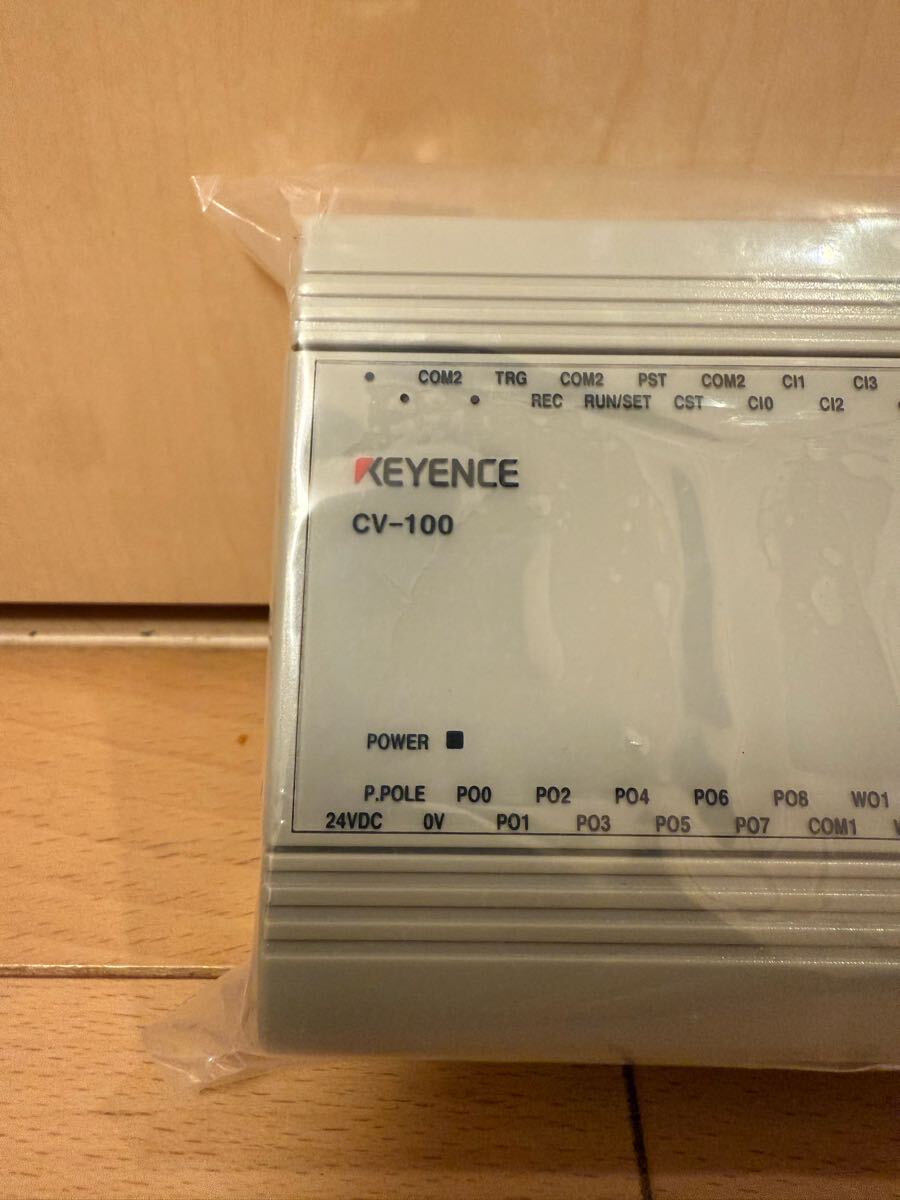 COM2 TRG COM2 PST COM2 CI1 CI3
REC RUN/SET CST CI0 CI2
KEYENCE
CV-100
POWER
P.POLE PO0 PO2 PO4 PO6 PO8 WO1
24VDC 0V PO1 PO3 PO5 PO7 COM1